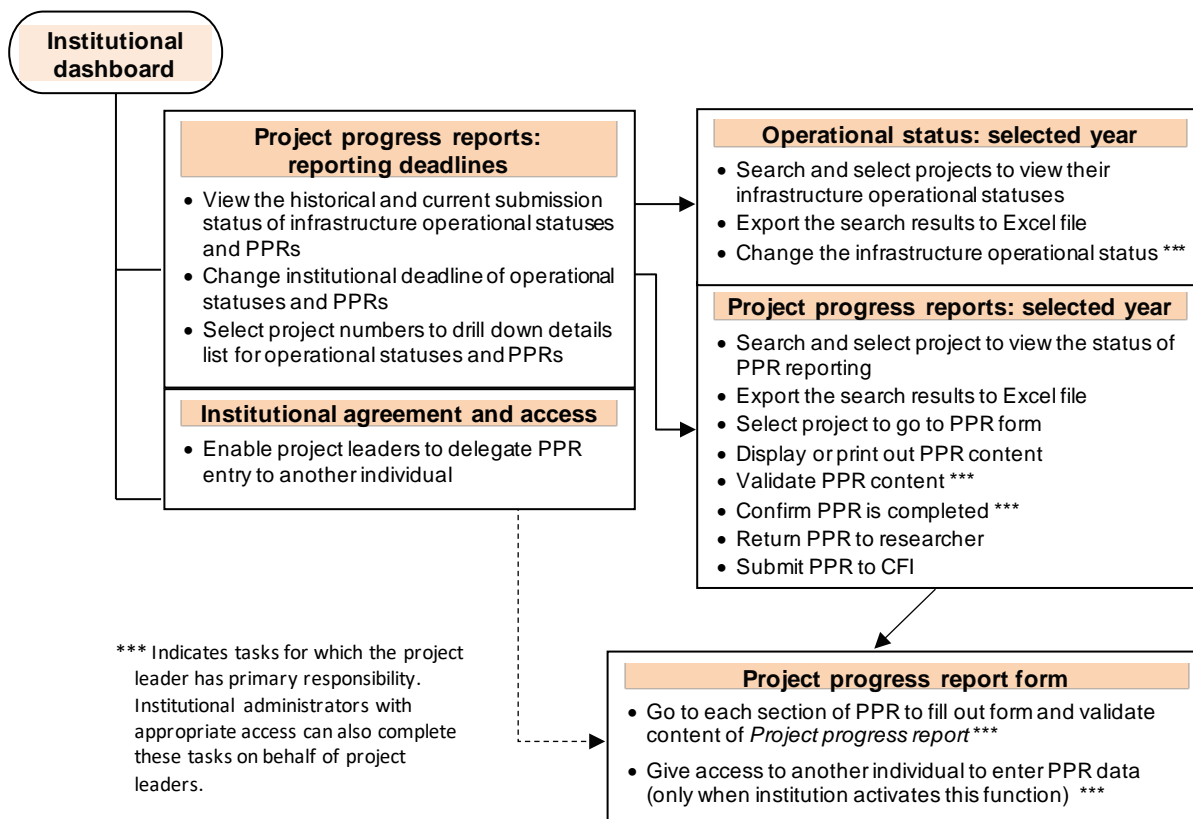 Institutional
dashboard
Project progress reports:
reporting deadlines
• View the historical and current submission
status of infrastructure operational statuses
and PPRs
• Change institutional deadline of operational
statuses and PPRs
• Select project numbers to drill down details
list for operational statuses and PPRs
Institutional agreement and access
• Enable project leaders to delegate PPR
entry to another individual
Operational status: selected year
• Search and select projects to view their
infrastructure operational statuses
• Export the search results to Excel file
• Change the infrastructure operational status ***
Project progress reports: selected year
• Search and select project to view the status of
PPR reporting
• Export the search results to Excel file
• Select project to go to PPR form
• Display or print out PPR content
• Validate PPR content ***
• Confirm PPR is completed ***
• Return PPR to researcher
• Submit PPR to CFI
*** Indicates tasks for which the project
leader has primary responsibility.
Institutional administrators with
appropriate access can also complete
these tasks on behalf of project
leaders.
Project progress report form
• Go to each section of PPR to fill out form and validate
content of Project progress report ***
• Give access to another individual to enter PPR data
(only when institution activates this function) ***